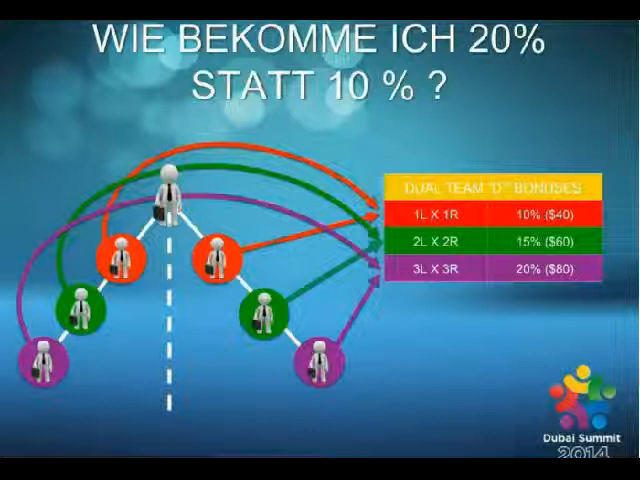 WIE BEKOMME ICH 20%
STATT 10 % ?
DUAL TEAM "D" BONUSES
1L X 1R 10% ($40)
2L X 2R 15% ($60)
3L X 3R 20% ($80)
Dubai Summit
2014